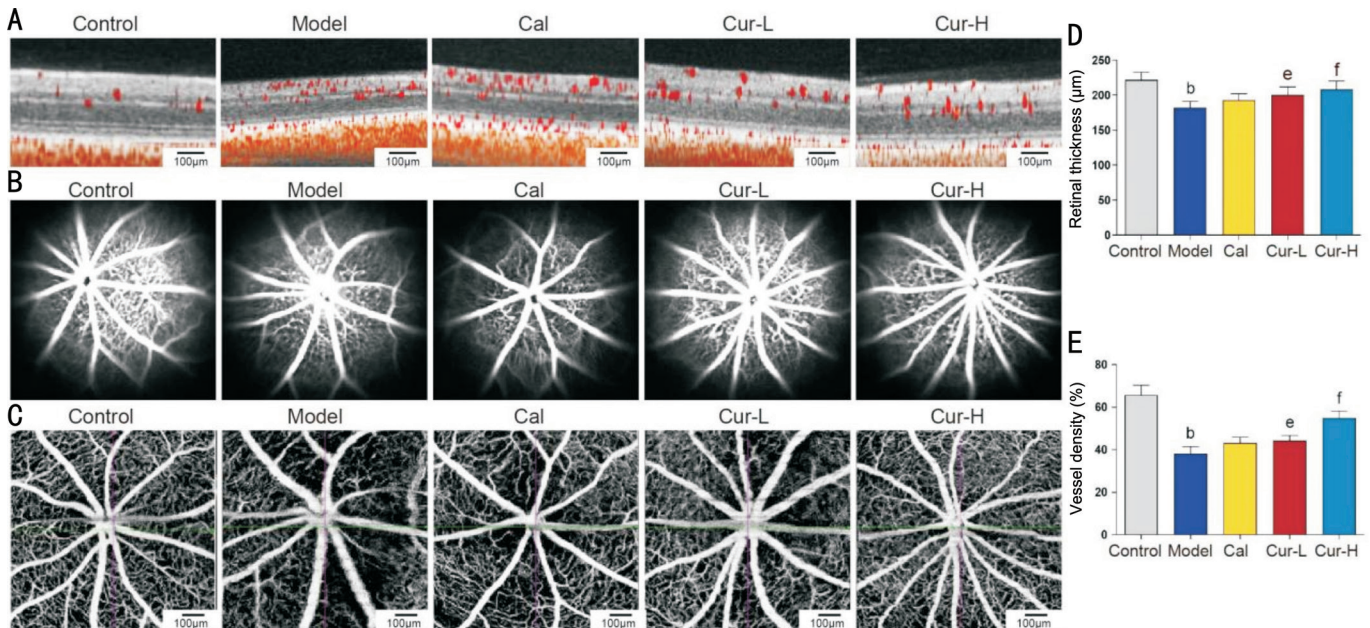 A
Control Model Cal Cur-L Cur-H
100μm 100μm 100μm 100μm 100μm
B
Control Model Cal Cur-L Cur-H
C
Control Model Cal Cur-L Cur-H
100μm 100μm 100μm 100μm 100μm
D
Retinal thickness (μm)
250
200
150
100
50
0
b
e
f
Control Model Cal Cur-L Cur-H
E
Vessel density (%)
80
60
40
20
0
b
e
f
Control Model Cal Cur-L Cur-H